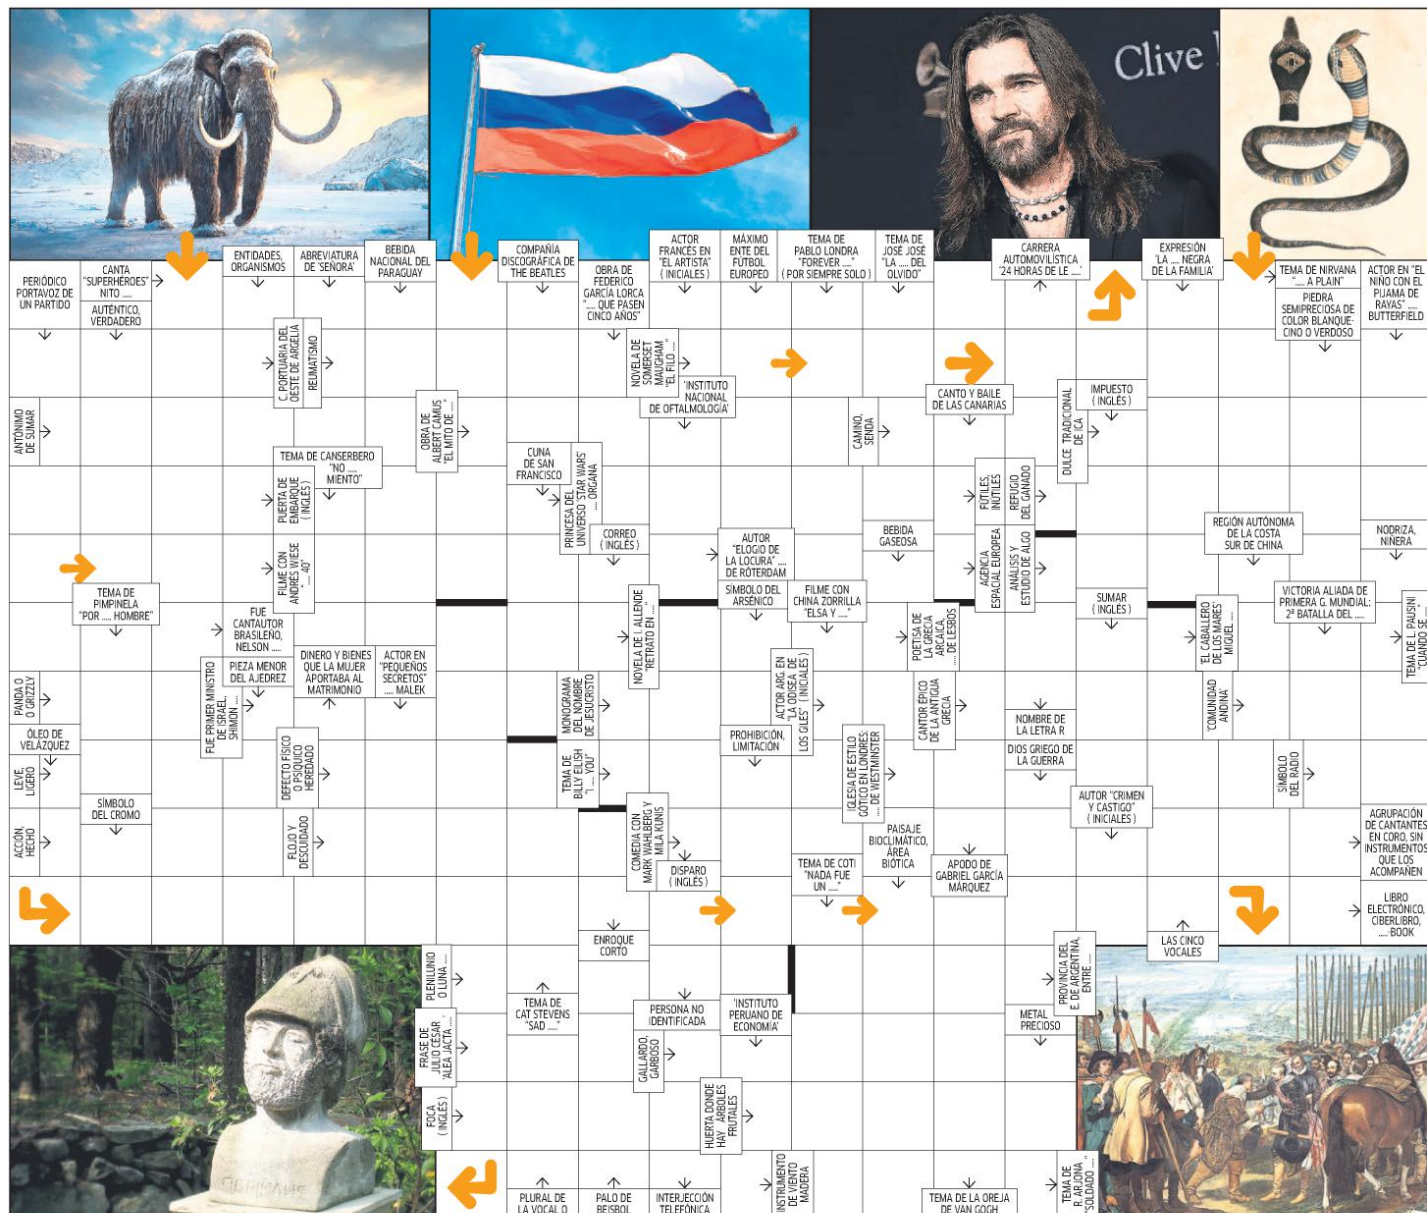 Clive
PERIÓDICO
PORTAVOZ DE
UN PARTIDO
CANTA
"SUPERHÉROES"
NITO ....
AUTÉNTICO,
VERDADERO
ENTIDADES,
ORGANISMOS
ABREVIATURA
DE 'SEÑORA'
BEBIDA
NACIONAL DEL
PARAGUAY
COMPAÑÍA
DISCOGRÁFICA DE
THE BEATLES
OBRA DE
FEDERICO
GARCÍA LORCA
".... QUE PASEN
CINCO AÑOS"
ACTOR
FRANCÉS EN
"EL ARTISTA"
( INICIALES )
MÁXIMO
ENTE DEL
FÚTBOL
EUROPEO
TEMA DE
PABLO LONDRA
"FOREVER ....."
( POR SIEMPRE SOLO )
TEMA DE
JOSÉ JOSÉ
"LA ..... DEL
OLVIDO"
CARRERA
AUTOMOVILÍSTICA
'24 HORAS DE LE ....'
EXPRESIÓN
'LA .... NEGRA
DE LA FAMILIA'
TEMA DE NIRVANA
"..... A PLAIN"
PIEDRA
SEMIPRECIOSA DE
COLOR BLANQUE-
CINO O VERDOSO
ACTOR EN "EL
NIÑO CON EL
PIJAMA DE
RAYAS" .....
BUTTERFIELD
C. PORTUARIA DEL
OESTE DE ARGELIA
REUMATISMO
NOVELA DE
SOMERSET
MAUGHAM
"EL FILO ....."
'INSTITUTO
NACIONAL
DE OFTALMOLOGÍA'
CANTO Y BAILE
DE LAS CANARIAS
IMPUESTO
( INGLÉS )
ANTÓNIMO
DE SUMAR
OBRA DE
ALBERT CAMUS
"EL MITO DE ....."
CAMINO,
SENDA
DULCE TRADICIONAL
DE ICA
TEMA DE CANSERBERO
"NO .....
MIENTO"
CUNA
DE SAN
FRANCISCO
PUERTA DE
EMBARQUE
( INGLÉS )
PRINCESA DEL
UNIVERSO 'STAR WARS'
..... ORGANA
FÚTILES,
INÚTILES
REFUGIO
DEL GANADO
CORREO
( INGLÉS )
AUTOR
"ELOGIO DE
LA LOCURA" ....
DE RÓTERDAM
BEBIDA
GASEOSA
REGIÓN AUTÓNOMA
DE LA COSTA
SUR DE CHINA
NODRIZA,
NIÑERA
FILME CON
ANDRÉS WIESE
".... 40"
AGENCIA
ESPACIAL EUROPEA
ANÁLISIS Y
ESTUDIO DE ALGO
TEMA DE
PIMPINELA
"POR .... HOMBRE"
SÍMBOLO DEL
ARSÉNICO
FILME CON
CHINA ZORRILLA
"ELSA Y ...."
SUMAR
( INGLÉS )
VICTORIA ALIADA DE
PRIMERA G. MUNDIAL:
2ª BATALLA DEL .....
FUE
CANTAUTOR
BRASILEÑO,
NELSON .....
NOVELA DE I. ALLENDE
"RETRATO EN ....."
POETISA DE
LA GRECIA
ARCAICA,
..... DE LESBOS
'EL CABALLERO
DE LOS MARES'
MIGUEL .....
TEMA DE L. PAUSINI
"CUANDO SE ....."
PIEZA MENOR
DEL AJEDREZ
DINERO Y BIENES
QUE LA MUJER
APORTABA AL
MATRIMONIO
ACTOR EN
"PEQUEÑOS
SECRETOS"
..... MALEK
PANDA O
O GRIZZLY
FUE PRIMER MINISTRO
DE ISRAEL,
SHIMON .....
MONOGRAMA
DEL NOMBRE
DE JESUCRISTO
ACTOR ARG. EN
"LA ODISEA DE
LOS GILES" ( INICIALES )
CANTOR ÉPICO
DE LA ANTIGUA
GRECIA
'COMUNIDAD
ANDINA'
ÓLEO DE
VELÁZQUEZ
PROHIBICIÓN,
LIMITACIÓN
NOMBRE DE
LA LETRA R
DIOS GRIEGO DE
LA GUERRA
LEVE,
LIGERO
DEFECTO FÍSICO
O PSÍQUICO
HEREDADO
TEMA DE
BILLY EILISH
"I ..... YOU"
IGLESIA DE ESTILO
GÓTICO EN LONDRES:
..... DE WESTMINSTER
SÍMBOLO
DEL RADIO
SÍMBOLO
DEL CROMO
AUTOR "CRIMEN
Y CASTIGO"
( INICIALES )
ACCIÓN,
HECHO
FLOJO Y
DESCUIDADO
COMEDIA CON
MARK WAHLBERG Y
MILA KUNIS
DISPARO
( INGLÉS )
TEMA DE COTI
"NADA FUE
UN ....."
PAISAJE
BIOCLIMÁTICO,
ÁREA
BIÓTICA
APODO DE
GABRIEL GARCÍA
MÁRQUEZ
AGRUPACIÓN
DE CANTANTES
EN CORO, SIN
INSTRUMENTOS
QUE LOS
ACOMPAÑEN
LIBRO
ELECTRÓNICO,
CIBERLIBRO,
.....-BOOK
ENROQUE
CORTO
LAS CINCO
VOCALES
PLENILUNIO
O LUNA .....
TEMA DE
CAT STEVENS
"SAD ....."
PERSONA NO
IDENTIFICADA
'INSTITUTO
PERUANO DE
ECONOMÍA'
PROVINCIA DEL
E. DE ARGENTINA,
ENTRE .....
METAL
PRECIOSO
FRASE DE
JULIO CÉSAR
'ALEA JACTA .....'
GALLARDO,
GARBOSO
FOCA
( INGLÉS )
HUERTA DONDE
HAY ÁRBOLES
FRUTALES
INSTRUMENTO
DE VIENTO
MADERA
TEMA DE
R. ARJONA
"SOLDADO ....."
PLURAL DE
LA VOCAL O
PALO DE
BEISBOL
INTERJECCIÓN
TELEFÓNICA
TEMA DE LA OREJA
DE VAN GOGH